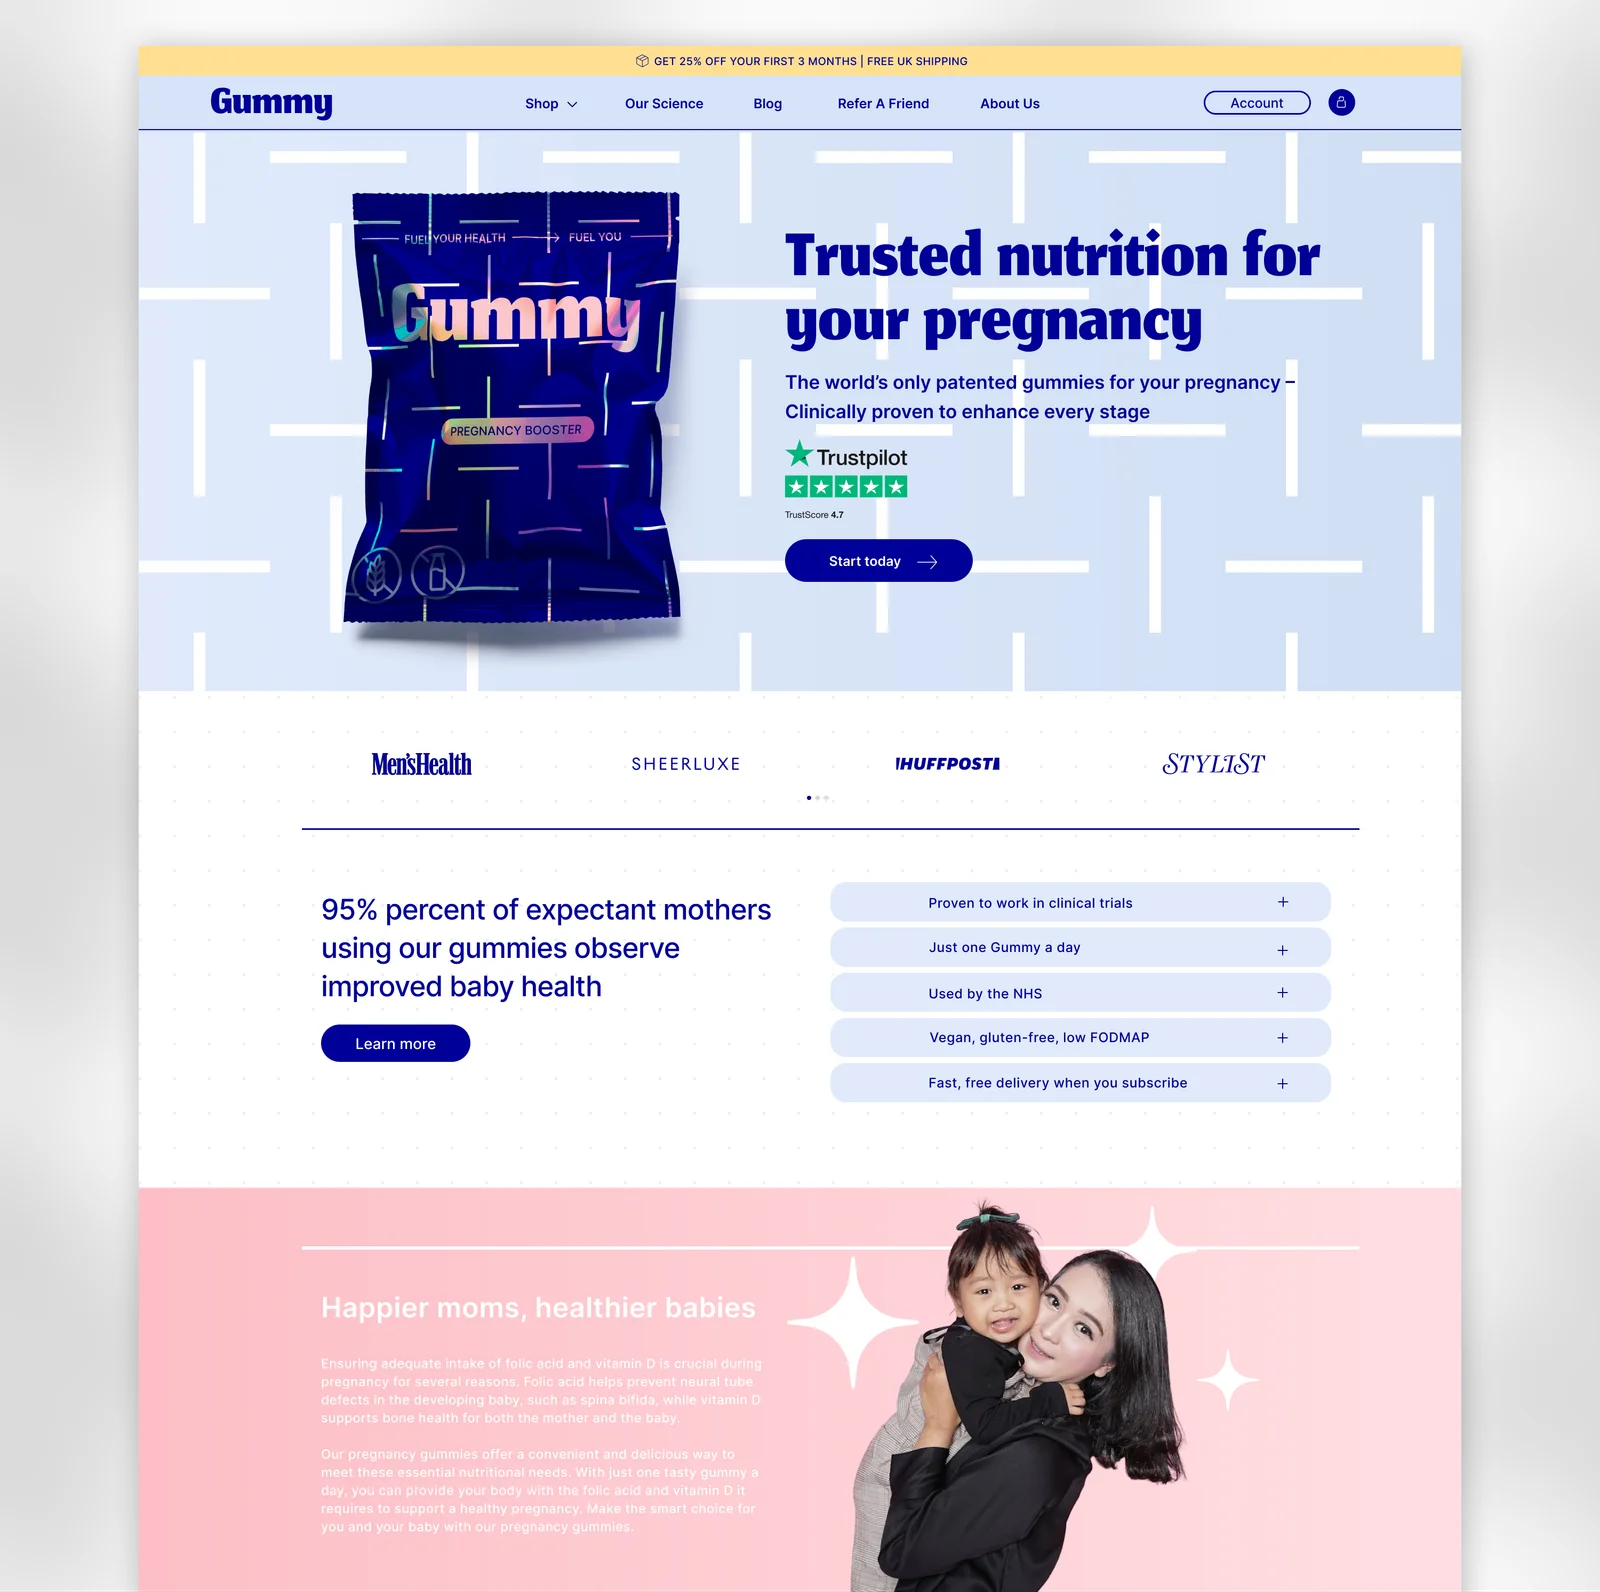 GET 25% OFF YOUR FIRST 3 MONTHS | FREE UK SHIPPING
Gummy
Shop
Our Science
Blog
Refer A Friend
About Us
Account
FUEL YOUR HEALTH
FUEL YOU
Gummy
PREGNANCY BOOSTER
Trusted nutrition for
your pregnancy
The world’s only patented gummies for your pregnancy –
Clinically proven to enhance every stage
Trustpilot
TrustScore 4.7
Start today
Men'sHealth
SHEERLUXE
HUFFPOST
STYLIST
95% percent of expectant mothers
using our gummies observe
improved baby health
Learn more
Proven to work in clinical trials
Just one Gummy a day
Used by the NHS
Vegan, gluten-free, low FODMAP
Fast, free delivery when you subscribe
Happier moms, healthier babies
Ensuring adequate intake of folic acid and vitamin D is crucial during
pregnancy for several reasons. Folic acid helps prevent neural tube
defects in the developing baby, such as spina bifida, while vitamin D
supports bone health for both the mother and the baby.
Our pregnancy gummies offer a convenient and delicious way to
meet these essential nutritional needs. With just one tasty gummy a
day, you can provide your body with the folic acid and vitamin D it
requires to support a healthy pregnancy. Make the smart choice for
you and your baby with our pregnancy gummies.